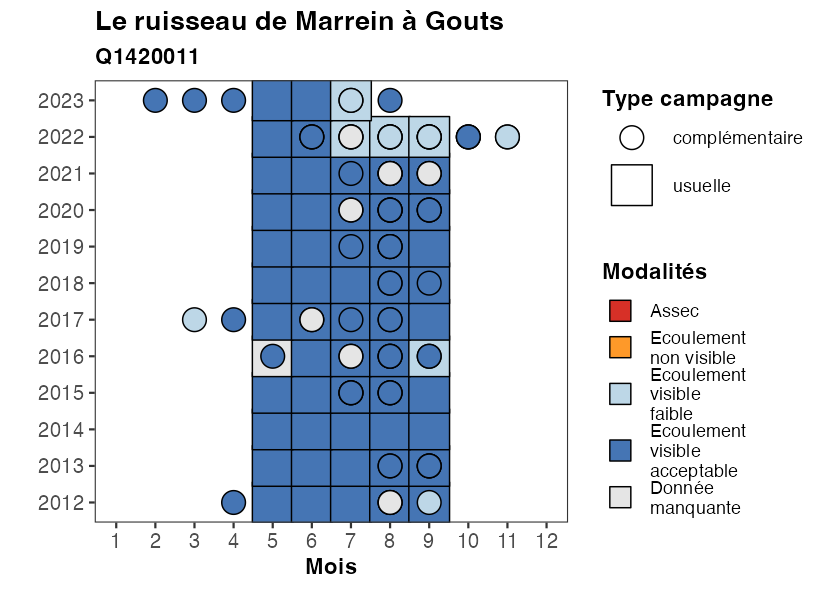 Le ruisseau de Marrein à Gouts
Q1420011
2023
2022
2021
2020
2019
2018
2017
2016
2015
2014
2013
2012
1 2 3 4 5 6 7 8 9 10 11 12
Mois
Type campagne
complémentaire
usuelle
Modalités
Assec
Ecoulement
non visible
Ecoulement
visible
faible
Ecoulement
visible
acceptable
Donnée
manquante